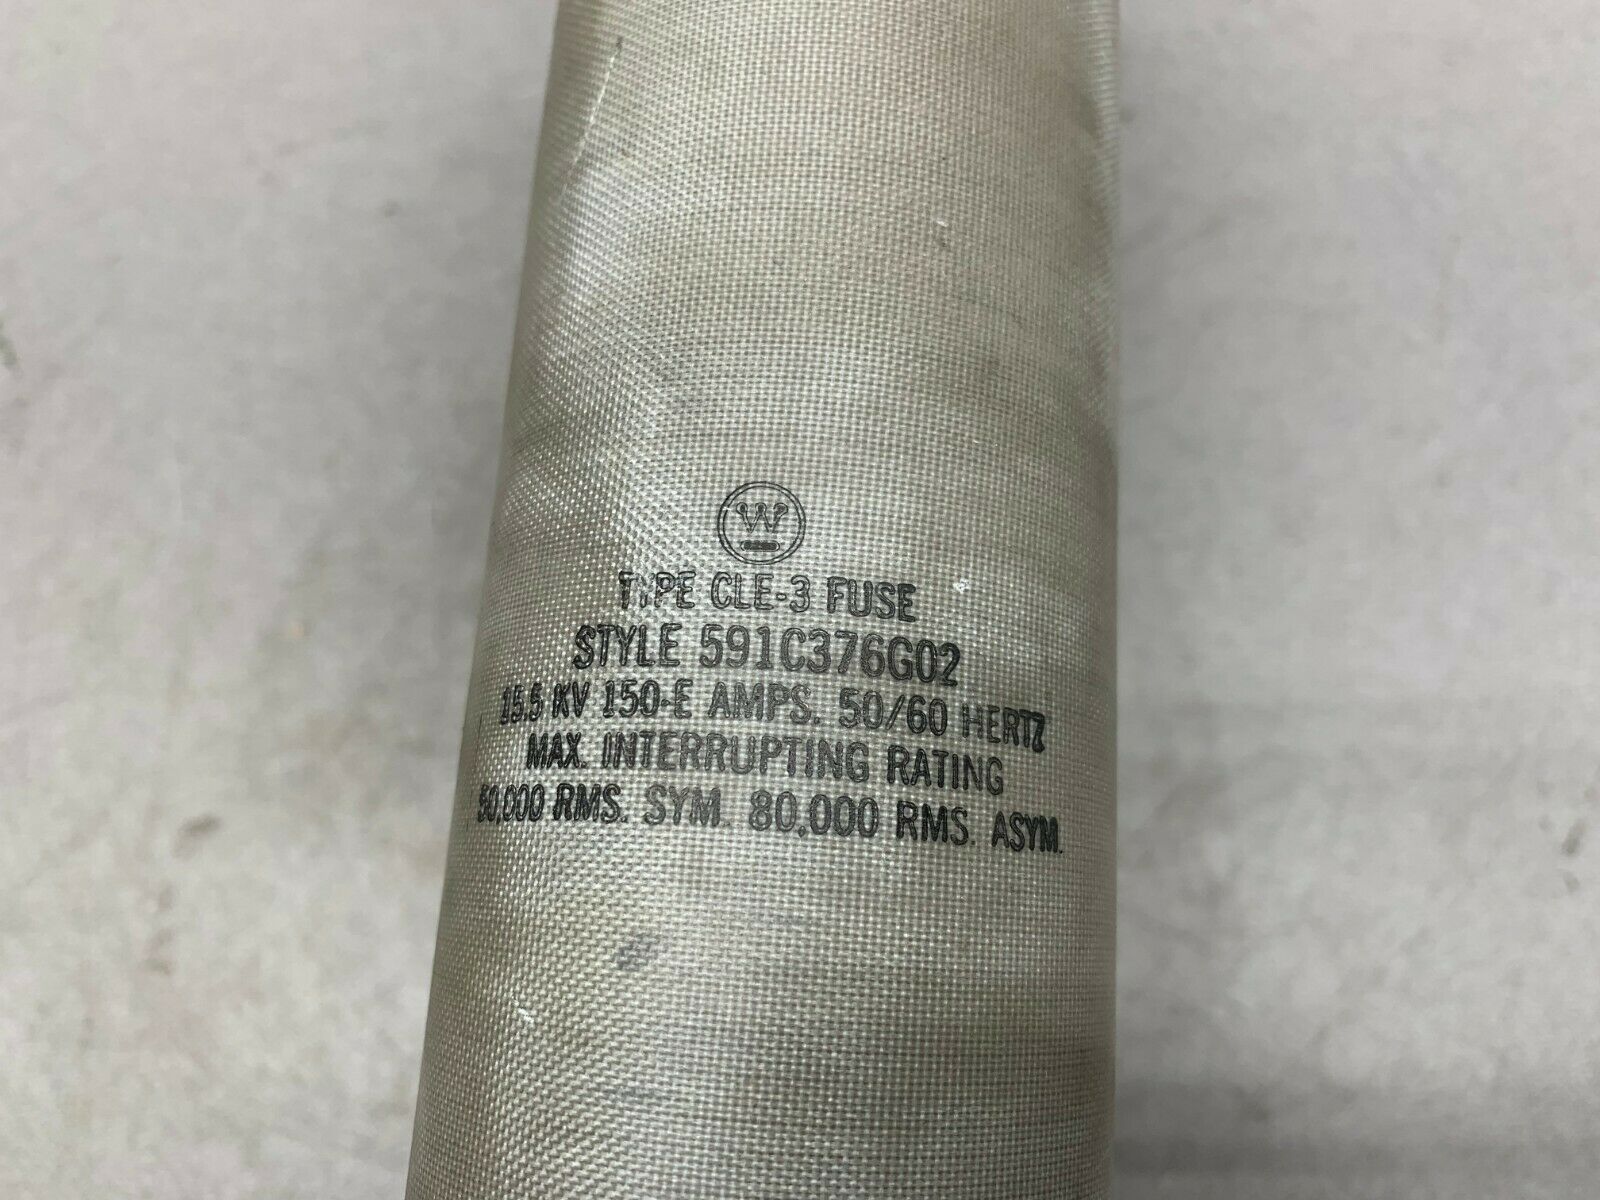 W
TYPE CLE-3 FUSE
STYLE 591C376G02
15.5 KV 150-E AMPS. 50/60 HERTZ
MAX. INTERRUPTING RATING
50,000 RMS. SYM. 80,000 RMS. ASYM.